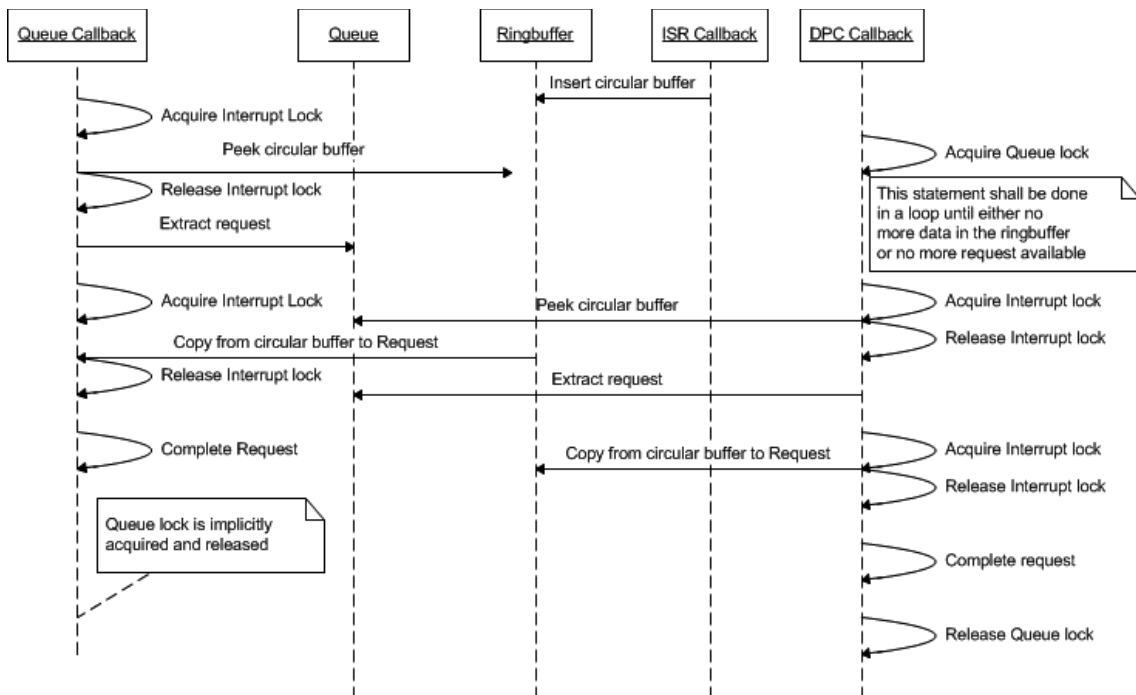 Queue Callback
Queue
Ringbuffer
ISR Callback
DPC Callback
Insert circular buffer
Acquire Interrupt Lock
Peek circular buffer
Acquire Queue lock
Release Interrupt lock
This statement shall be done
in a loop until either no
more data in the ringbuffer
or no more request available
Extract request
Acquire Interrupt Lock
Peek circular buffer
Acquire Interrupt lock
Copy from circular buffer to Request
Release Interrupt lock
Release Interrupt lock
Extract request
Complete Request
Copy from circular buffer to Request
Acquire Interrupt lock
Release Interrupt lock
Queue lock is implicitly
acquired and released
Complete request
Release Queue lock